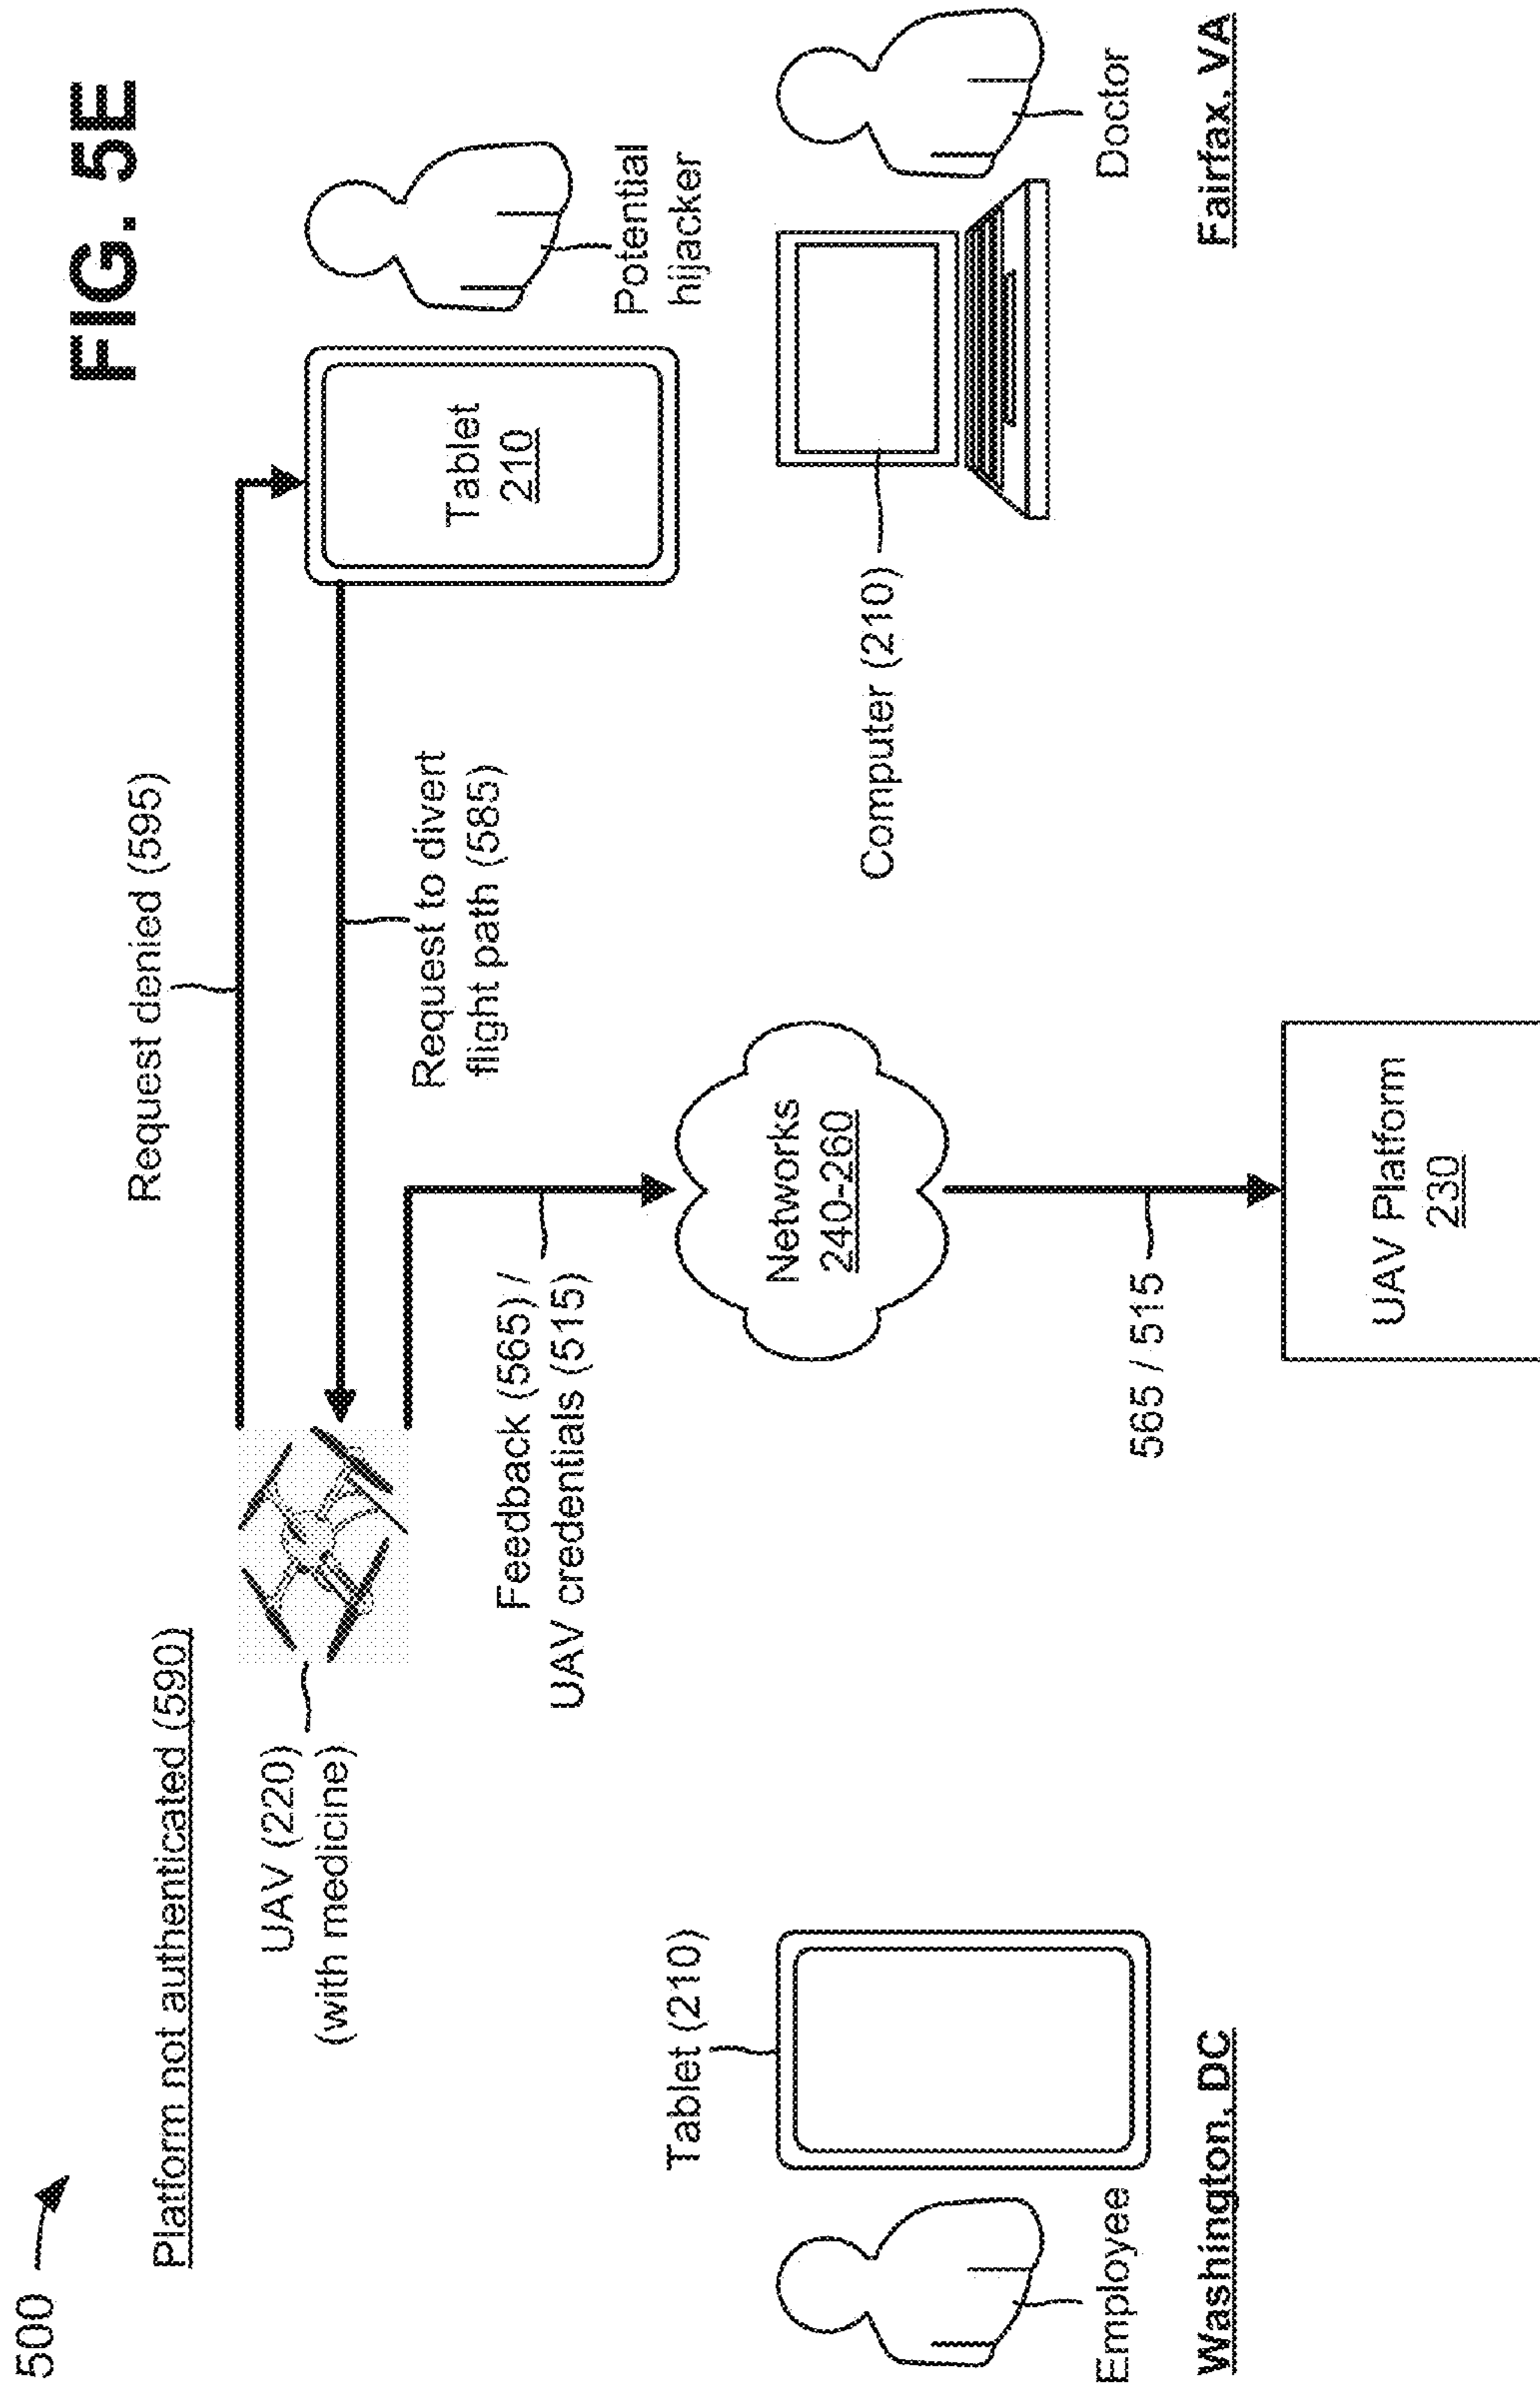 500
FIG. 5E
Platform not authenticated (590)
Request denied (595)
UAV (220)
(with medicine)
Request to divert
flight path (585)
Tablet
210
Potential
hijacker
Feedback (565) /
UAV credentials (515)
Tablet (210)
Networks
240-260
Computer (210)
Employee
565 / 515
Doctor
Washington, DC
Fairfax, VA
UAV Platform
230